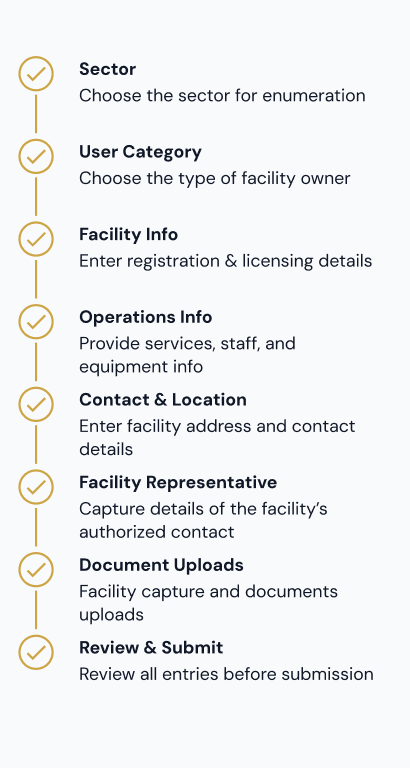 Sector
Choose the sector for enumeration
User Category
Choose the type of facility owner
Facility Info
Enter registration & licensing details
Operations Info
Provide services, staff, and
equipment info
Contact & Location
Enter facility address and contact
details
Facility Representative
Capture details of the facility’s
authorized contact
Document Uploads
Facility capture and documents
uploads
Review & Submit
Review all entries before submission